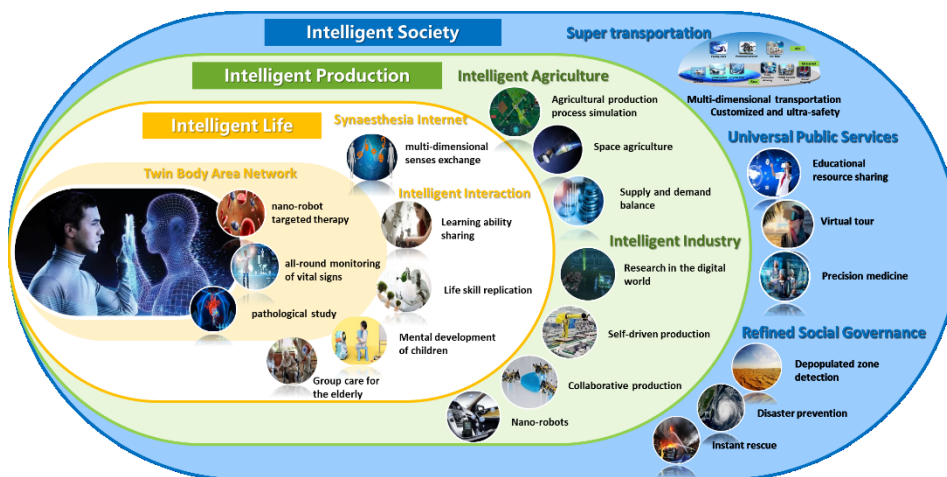 Intelligent Society
Super transportation
Multi-dimensional transportation
Customized and ultra-safety
Intelligent Production
Intelligent Agriculture
Agricultural production
process simulation
Space agriculture
Supply and demand
balance
Universal Public Services
Educational
resource sharing
Virtual tour
Precision medicine
Intelligent Life
Synaesthesia Internet
multi-dimensional
senses exchange
Twin Body Area Network
nano-robot
targeted therapy
all-round monitoring
of vital signs
pathological study
Intelligent Interaction
Learning ability
sharing
Life skill replication
Mental development
of children
Group care for
the elderly
Intelligent Industry
Research in the digital
world
Self-driven production
Collaborative production
Nano-robots
Refined Social Governance
Depopulated zone
detection
Disaster prevention
Instant rescue